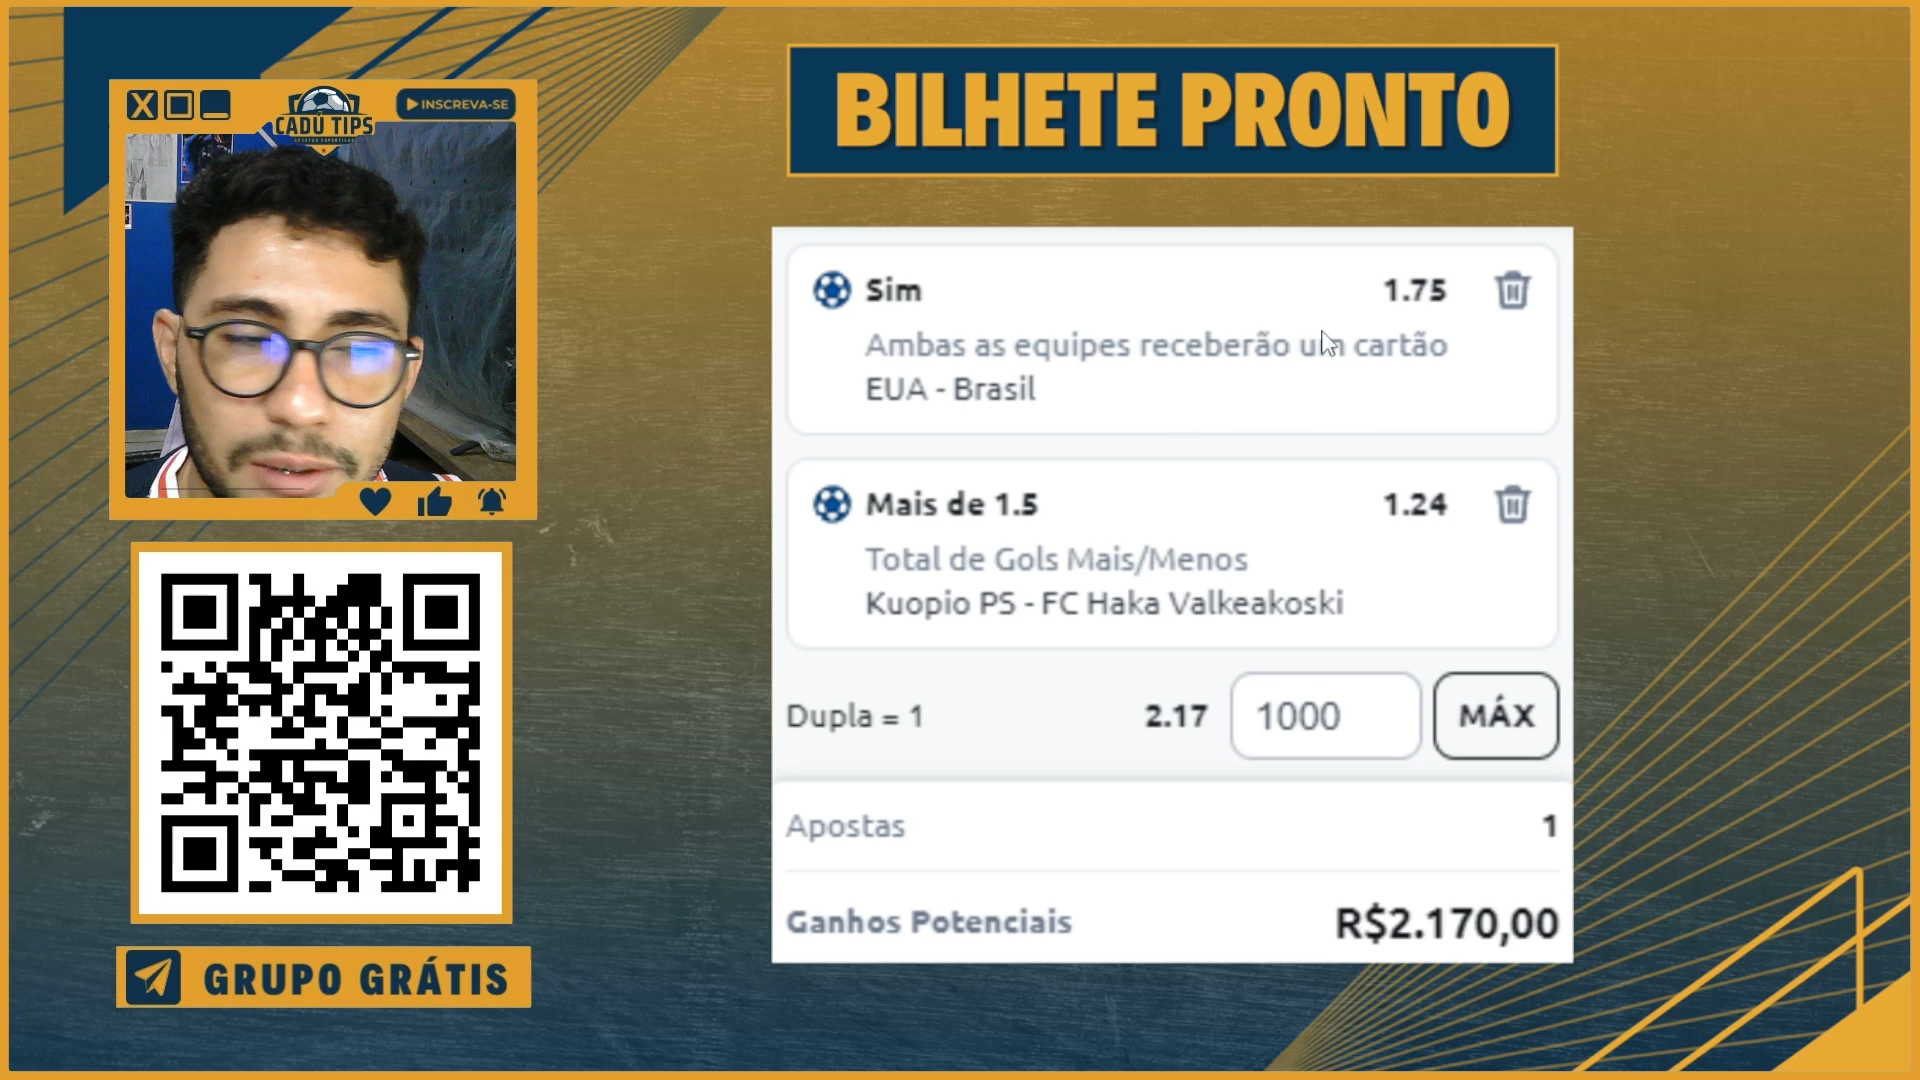 X
INSCREVA-SE
CADÚ TIPS
GRUPO GRÁTIS
BILHETE PRONTO
Sim 1.75
Ambas as equipes receberão um cartão
EUA - Brasil
Mais de 1.5 1.24
Total de Gols Mais/Menos
Kuopio PS - FC Haka Valkeakoski
Dupla = 1 2.17 1000 MÁX
Apostas 1
Ganhos Potenciais R$2.170,00